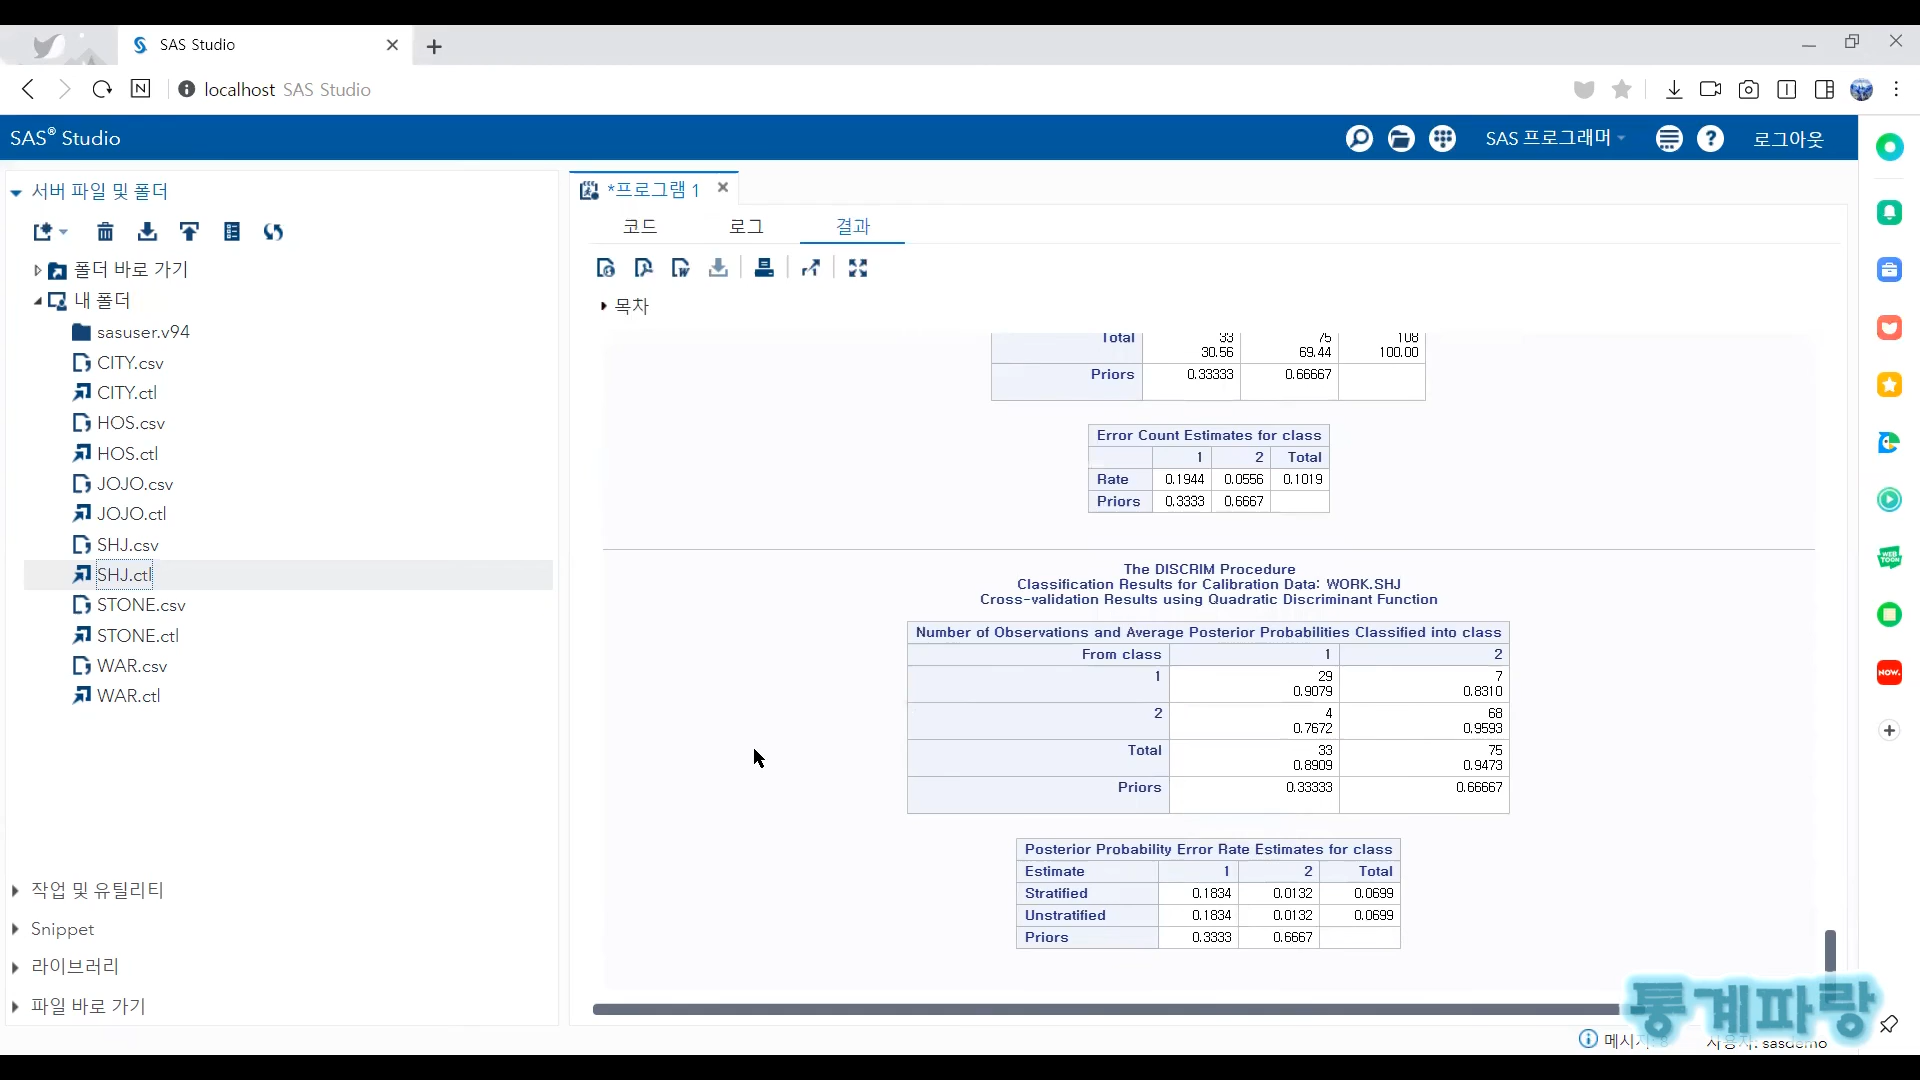 SAS Studio
localhost SAS Studio
SAS® Studio
SAS 프로그래머
로그아웃
서버 파일 및 폴더
폴더 바로 가기
내 폴더
sasuser.v94
CITY.csv
CITY.ctl
HOS.csv
HOS.ctl
JOJO.csv
JOJO.ctl
SHJ.csv
SHJ.ctl
STONE.csv
STONE.ctl
WAR.csv
WAR.ctl
작업 및 유틸리티
Snippet
라이브러리
파일 바로 가기
*프로그램 1
코드 로그 결과
목차
Total 33 75 108
30.56 69.44 100.00
Priors 0.33333 0.66667
Error Count Estimates for class
1 2 Total
Rate 0.1944 0.0556 0.1019
Priors 0.3333 0.6667
The DISCRIM Procedure
Classification Results for Calibration Data: WORK.SHJ
Cross-validation Results using Quadratic Discriminant Function
Number of Observations and Average Posterior Probabilities Classified into class
From class 1 2
1 29 7
0.9079 0.8310
2 4 68
0.7672 0.9593
Total 33 75
0.8909 0.9473
Priors 0.33333 0.66667
Posterior Probability Error Rate Estimates for class
Estimate 1 2 Total
Stratified 0.1834 0.0132 0.0699
Unstratified 0.1834 0.0132 0.0699
Priors 0.3333 0.6667
통계파랑
사용자: sasdemo
WEB TOON
NOW.